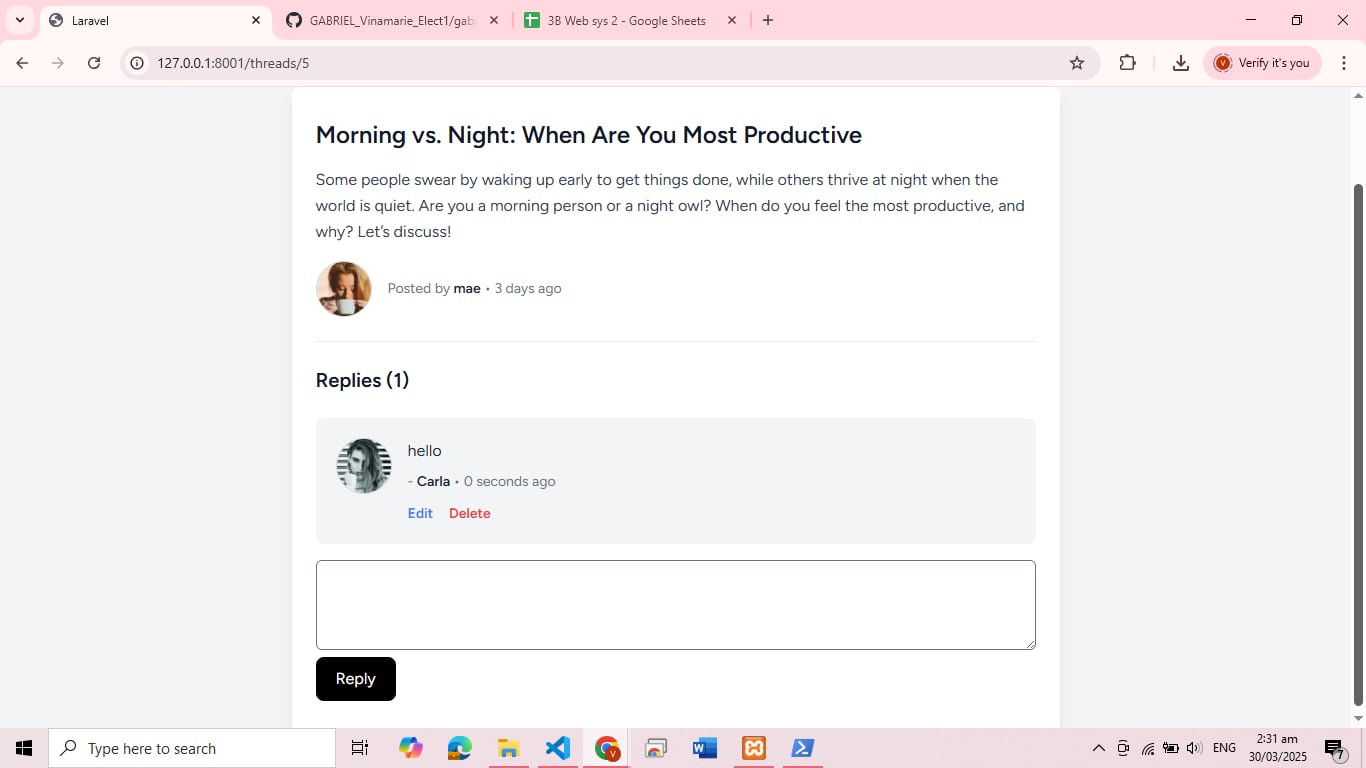 Laravel
GABRIEL_Vinamarie_Elect1/gab
3B Web sys 2 - Google Sheets
127.0.0.1:8001/threads/5
V
Verify it's you
Morning vs. Night: When Are You Most Productive
Some people swear by waking up early to get things done, while others thrive at night when the
world is quiet. Are you a morning person or a night owl? When do you feel the most productive, and
why? Let’s discuss!
Posted by mae • 3 days ago
Replies (1)
hello
- Carla • 0 seconds ago
Edit Delete
Reply
Type here to search
V
W
ENG
2:31 am
30/03/2025
7